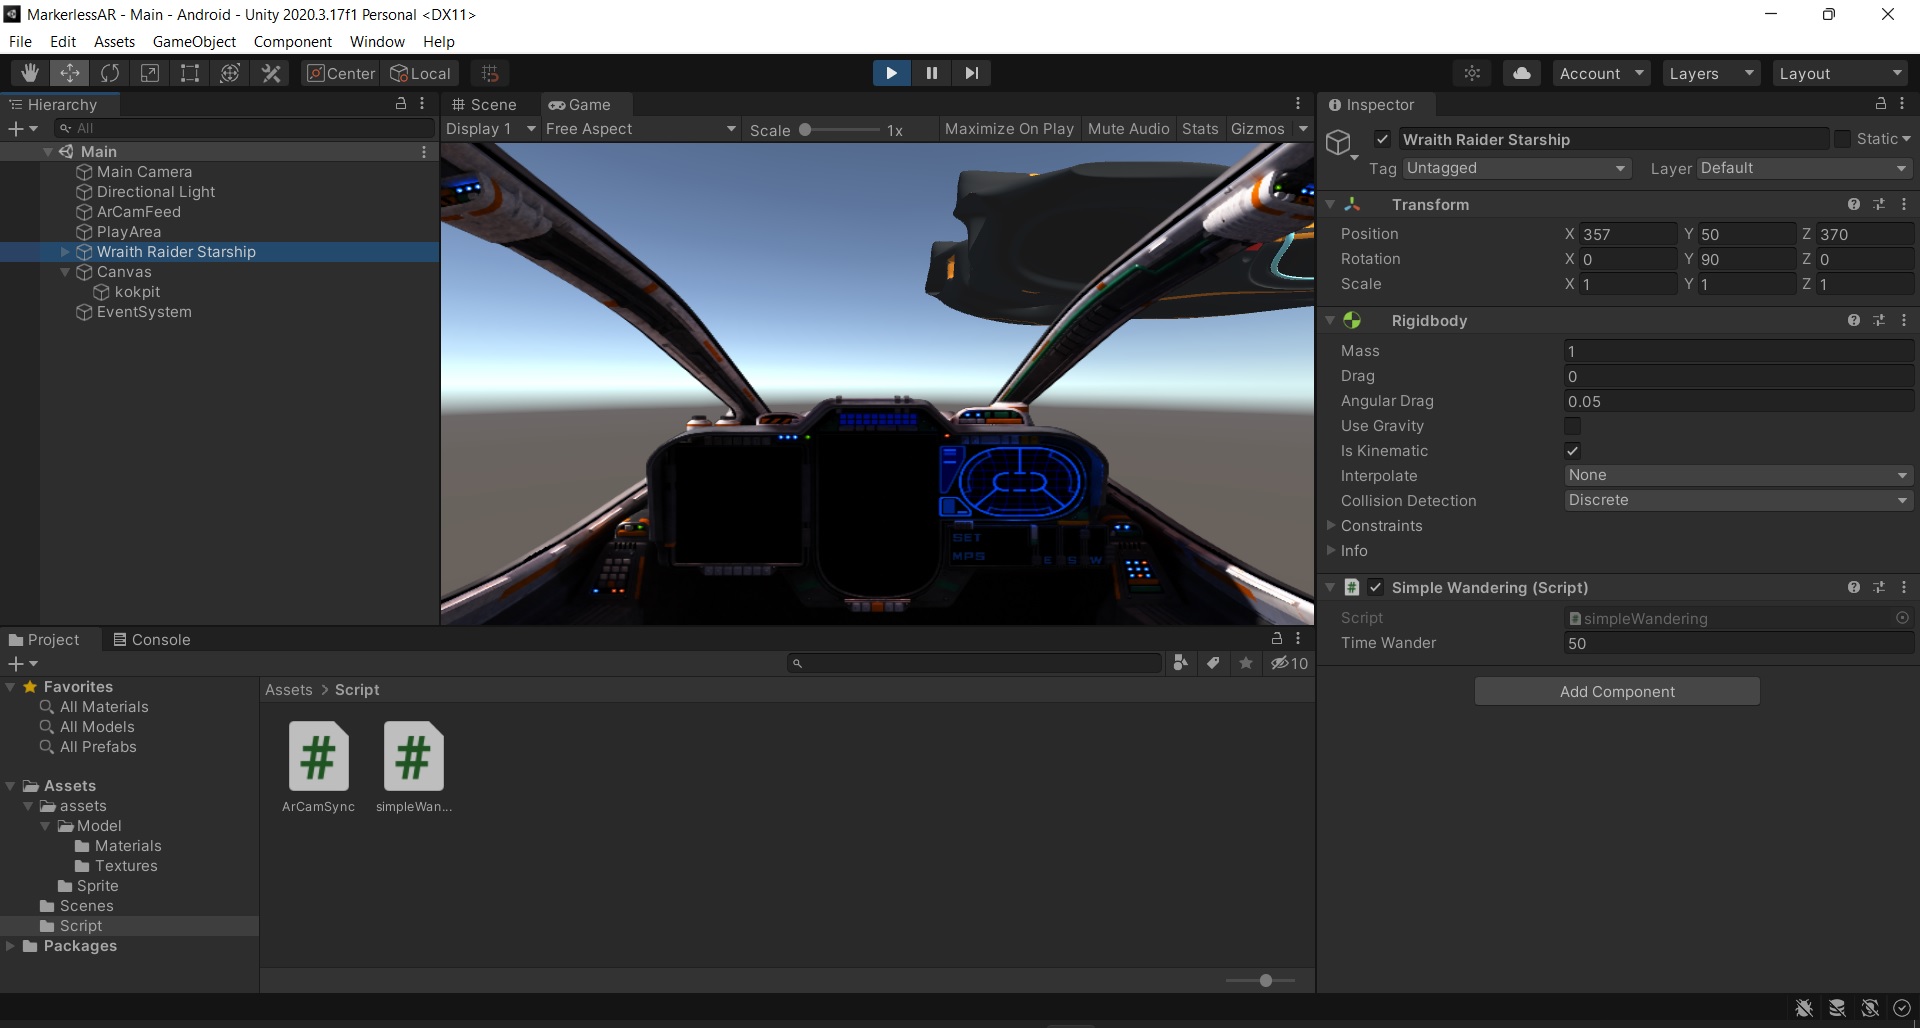 MarkerlessAR - Main - Android - Unity 2020.3.17f1 Personal <DX11>
File Edit Assets GameObject Component Window Help
Center Local
Account Layers Layout
Hierarchy
All
Main
Main Camera
Directional Light
ArCamFeed
PlayArea
Wraith Raider Starship
Canvas
kokpit
EventSystem
Scene Game
Display 1 Free Aspect Scale 1x Maximize On Play Mute Audio Stats Gizmos
SET
MPS
E S W
Inspector
Wraith Raider Starship Static
Tag Untagged Layer Default
Transform
Position X 357 Y 50 Z 370
Rotation X 0 Y 90 Z 0
Scale X 1 Y 1 Z 1
Rigidbody
Mass 1
Drag 0
Angular Drag 0.05
Use Gravity
Is Kinematic
Interpolate None
Collision Detection Discrete
Constraints
Info
Simple Wandering (Script)
Script simpleWandering
Time Wander 50
Add Component
Project Console
10
Favorites
All Materials
All Models
All Prefabs
Assets
assets
Model
Materials
Textures
Sprite
Scenes
Script
Packages
Assets > Script
ArCamSync simpleWan...